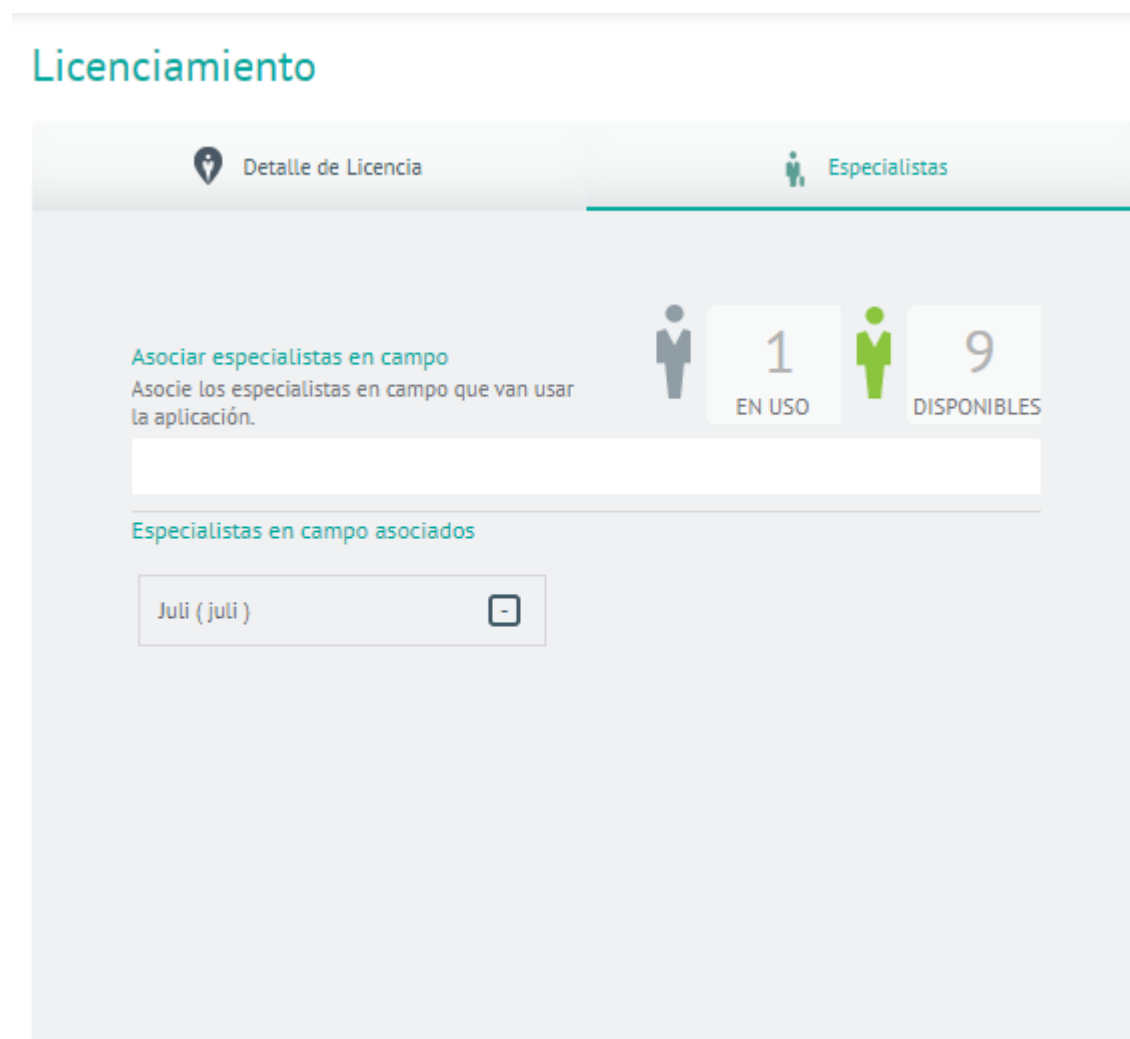 Licenciamiento
Detalle de Licencia
Especialistas
Asociar especialistas en campo
Asocie los especialistas en campo que van usar
la aplicación.
1
EN USO
9
DISPONIBLES
Especialistas en campo asociados
Juli ( juli )
-